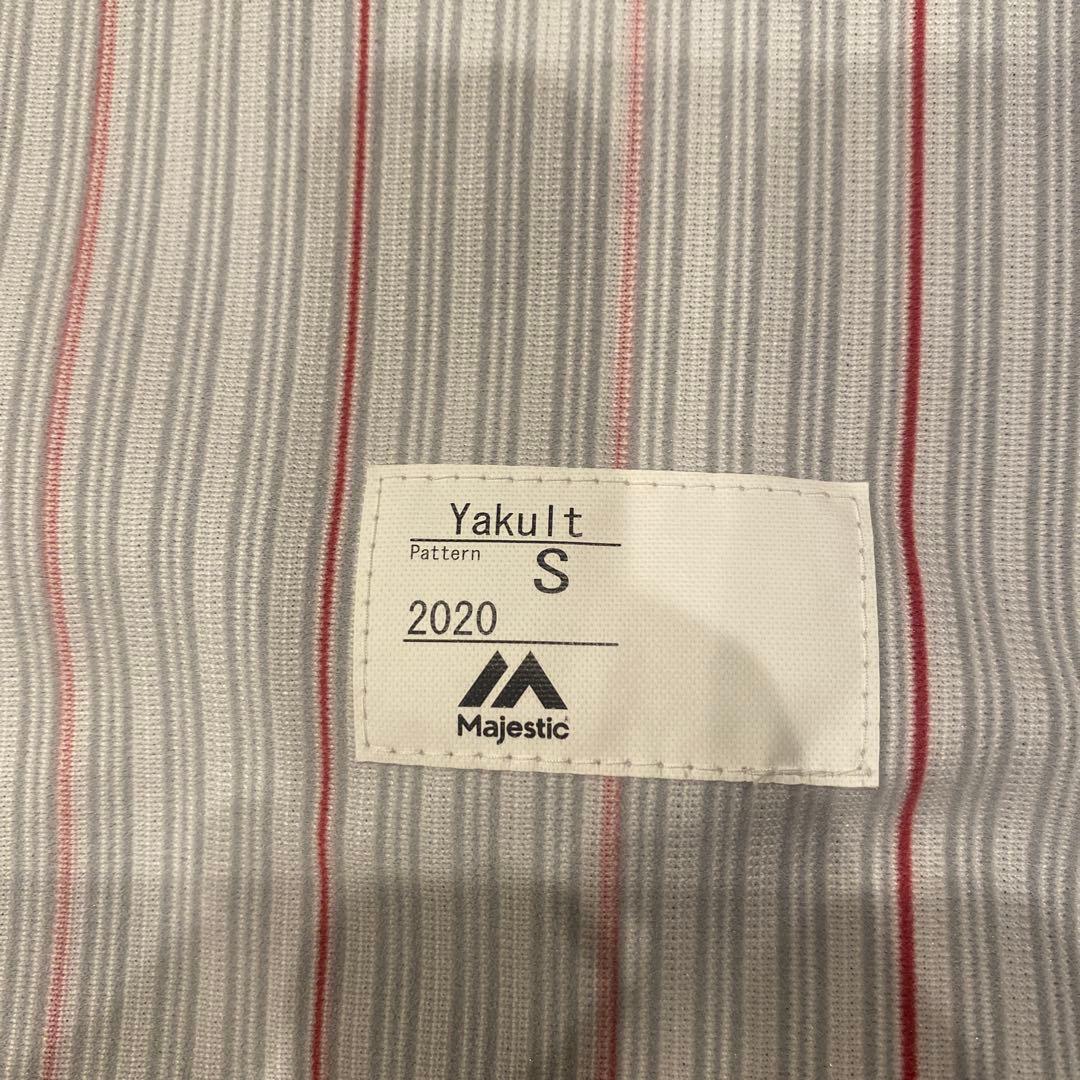 Yakult
Pattern
S
2020
Majestic